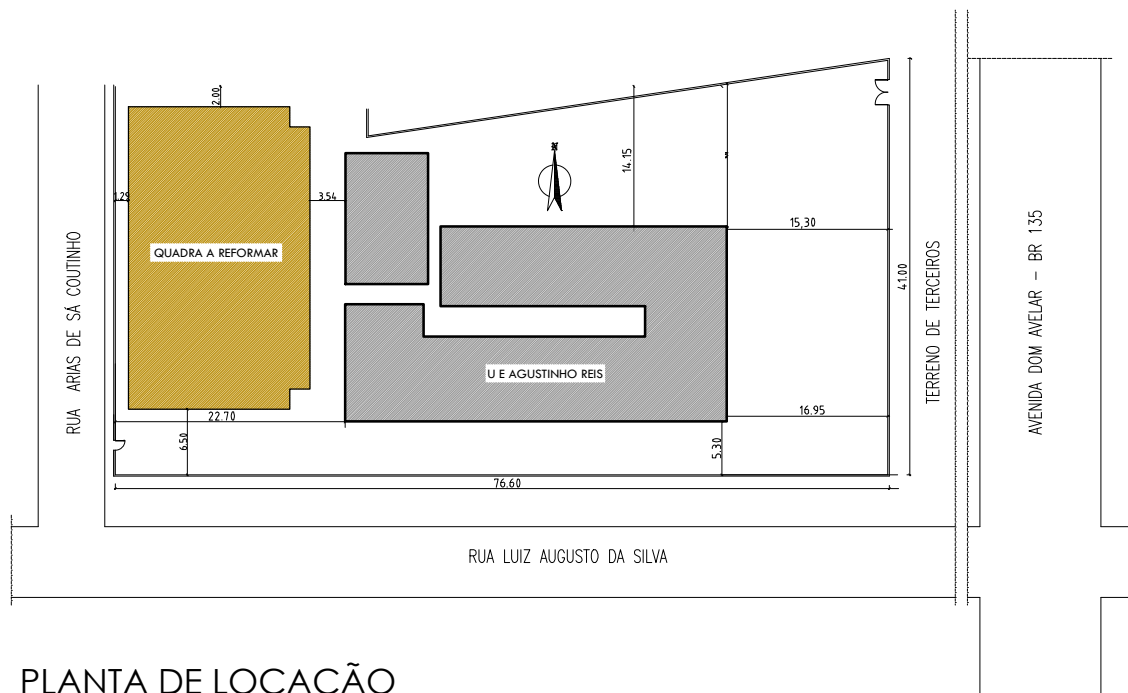 2.00
1.29
3.54
N
14.15
15,30
QUADRA A REFORMAR
41.00
RUA ARIAS DE SÁ COUTINHO
TERRENO DE TERCEIROS
AVENIDA DOM AVELAR - BR 135
U E AGUSTINHO REIS
22.70
16.95
6.50
5.30
76.60
RUA LUIZ AUGUSTO DA SILVA
PLANTA DE LOCAÇÃO